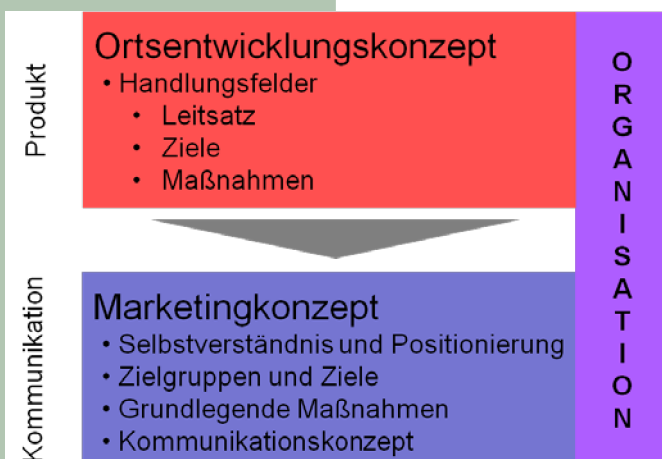 Produkt
Ortsentwicklungskonzept
• Handlungsfelder
• Leitsatz
• Ziele
• Maßnahmen
Kommunikation
Marketingkonzept
• Selbstverständnis und Positionierung
• Zielgruppen und Ziele
• Grundlegende Maßnahmen
• Kommunikationskonzept
ORGANISATION